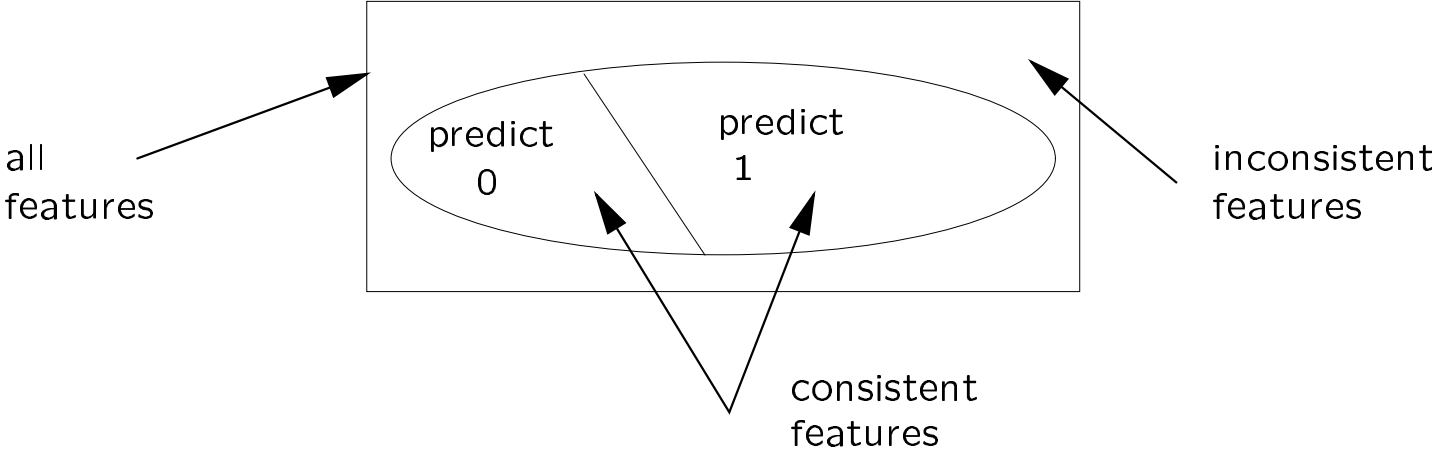 predict
0
predict
1
all
features
inconsistent
features
consistent
features